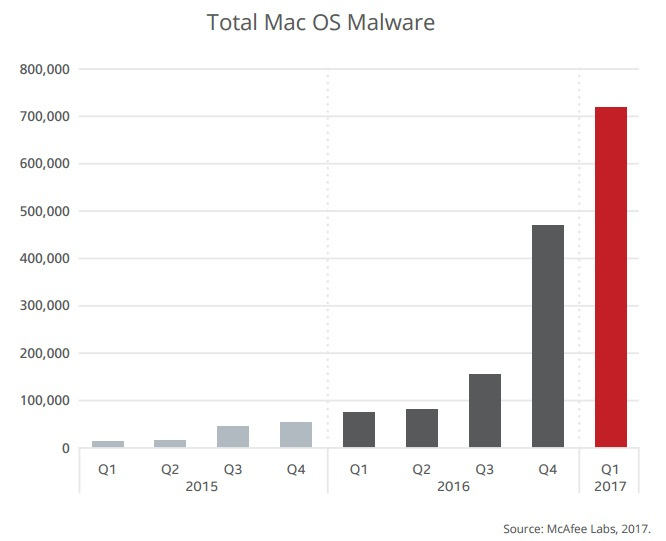 Total Mac OS Malware
800,000
700,000
600,000
500,000
400,000
300,000
200,000
100,000
0
Q1 Q2 Q3 Q4 Q1 Q2 Q3 Q4 Q1
2015 2016 2017
Source: McAfee Labs, 2017.